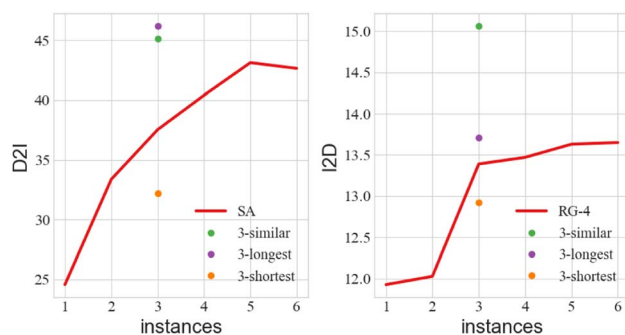 D2I
45
40
35
30
25
1 2 3 4 5 6
instances
SA
3-similar
3-longest
3-shortest
I2D
15.0
14.5
14.0
13.5
13.0
12.5
12.0
1 2 3 4 5 6
instances
RG-4
3-similar
3-longest
3-shortest